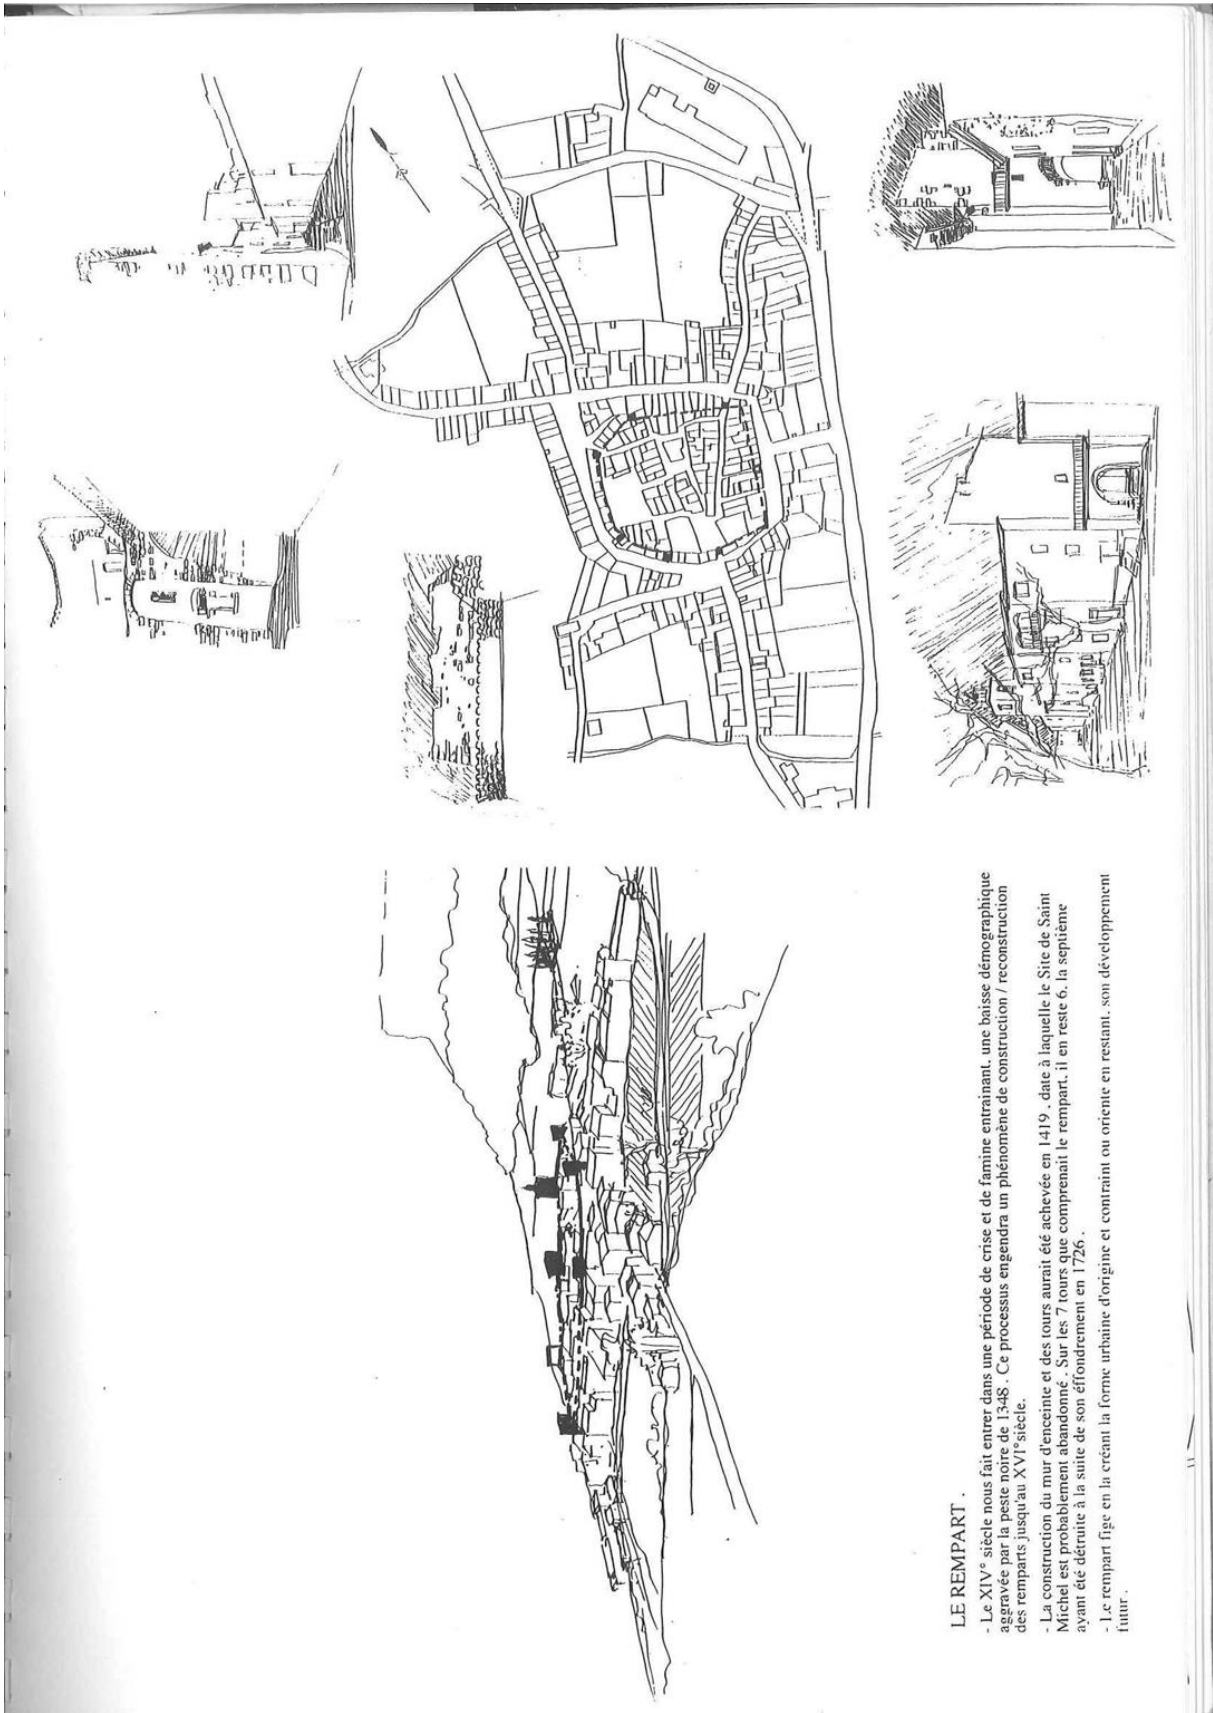 LE REMPART .
- Le XIV° siècle nous fait entrer dans une période de crise et de famine entrainant, une baisse démographique
aggravée par la peste noire de 1348 . Ce processus engendra un phénomène de construction / reconstruction
des remparts jusqu'au XVI°siècle.
- La construction du mur d'enceinte et des tours aurait été achevée en 1419 , date à laquelle le Site de Saint
Michel est probablement abandonné . Sur les 7 tours que comprenait le rempart, il en reste 6, la septième
ayant été détruite à la suite de son éffondrement en 1726 .
- Le rempart fige en la créant la forme urbaine d'origine et contraint ou oriente en restant, son développement
futur .